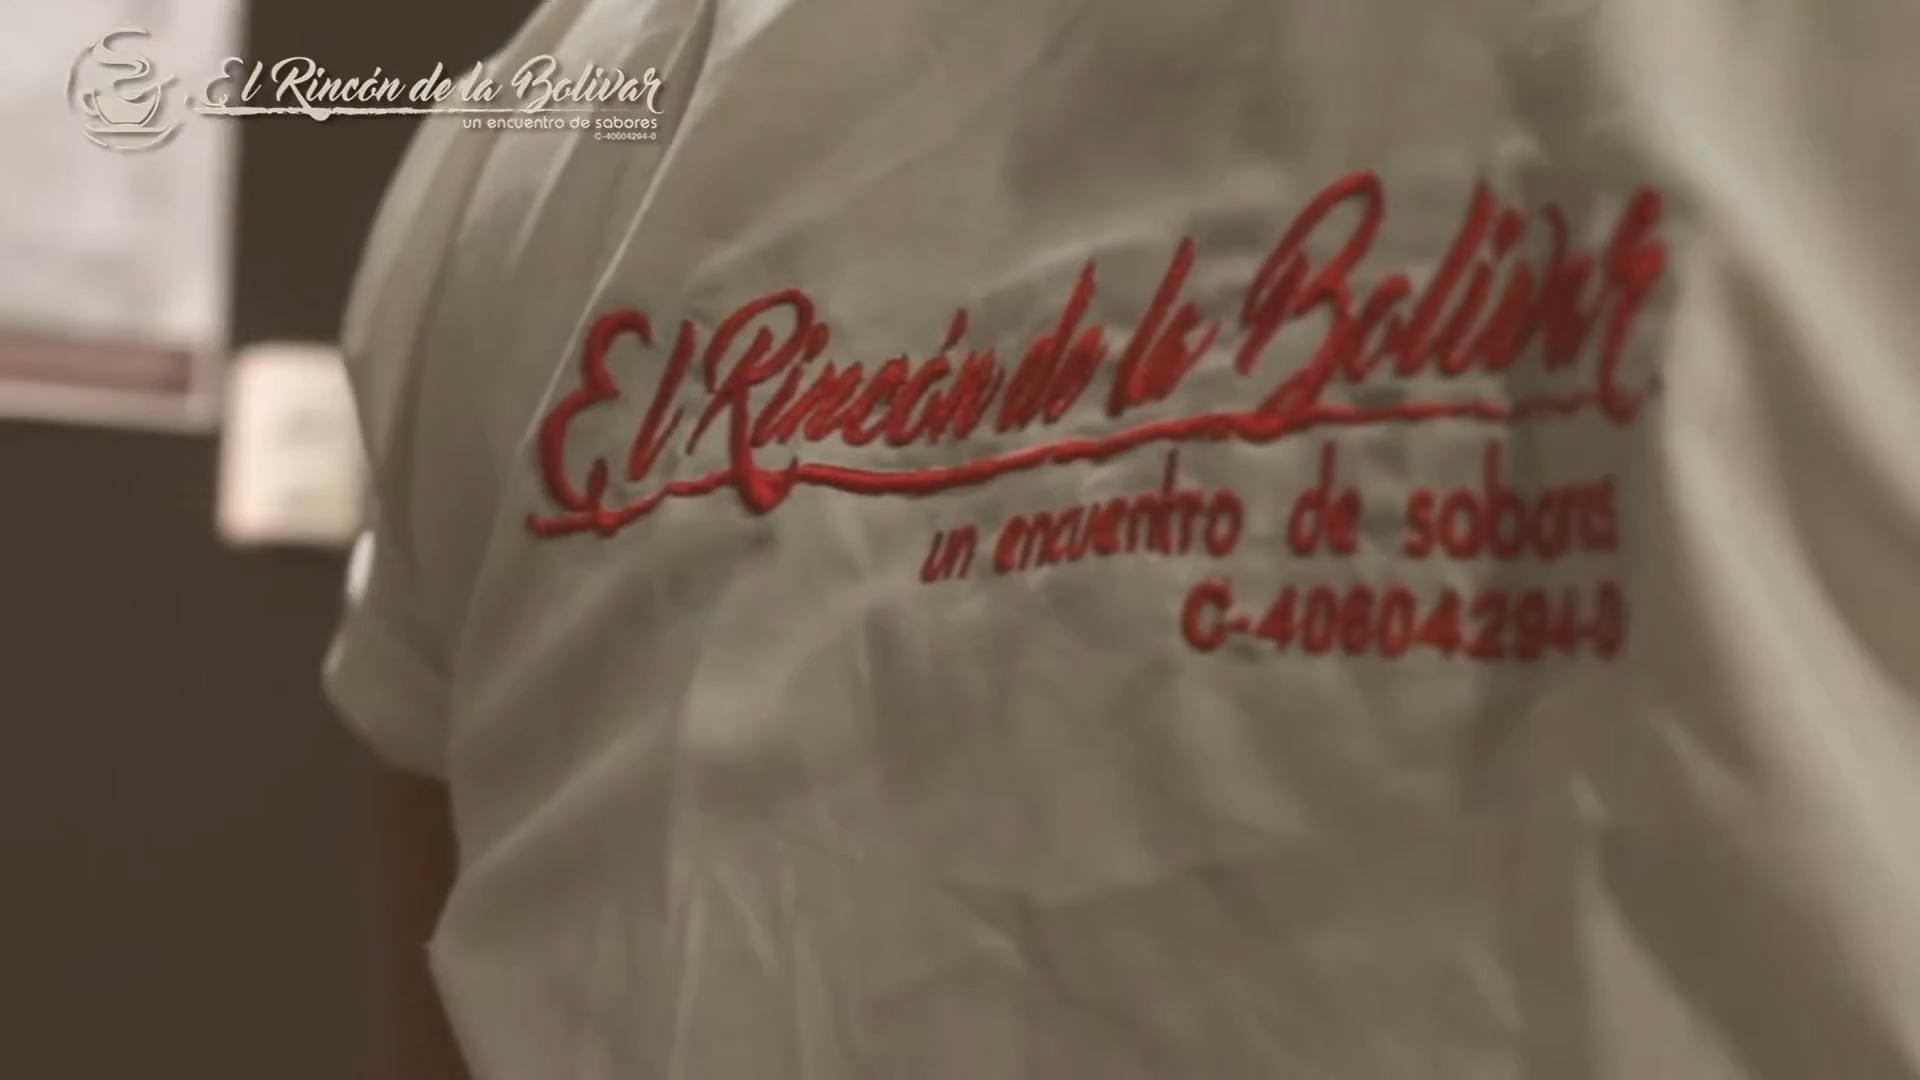 El Rincón de la Bolivar
un encuentro de sabores
C-40604294-0
El Rincón de la Bolivar
un encuentro de sabores
C-40604294-0